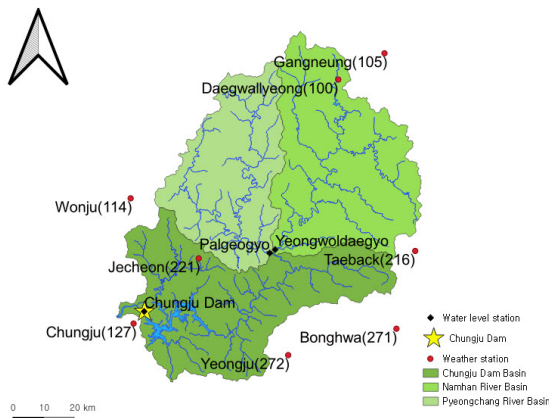 Gangneung(105)
Daegwallyeong(100)
Wonju(114)
Palgeogyo
Yeongwoldaegyo
Taeback(216)
Jecheon(221)
Chungju Dam
Chungju(127)
Bonghwa(271)
Yeongju(272)
Water level station
Chungju Dam
Weather station
Chungju Dam Basin
Namhan River Basin
Pyeongchang River Basin
0 10 20 km